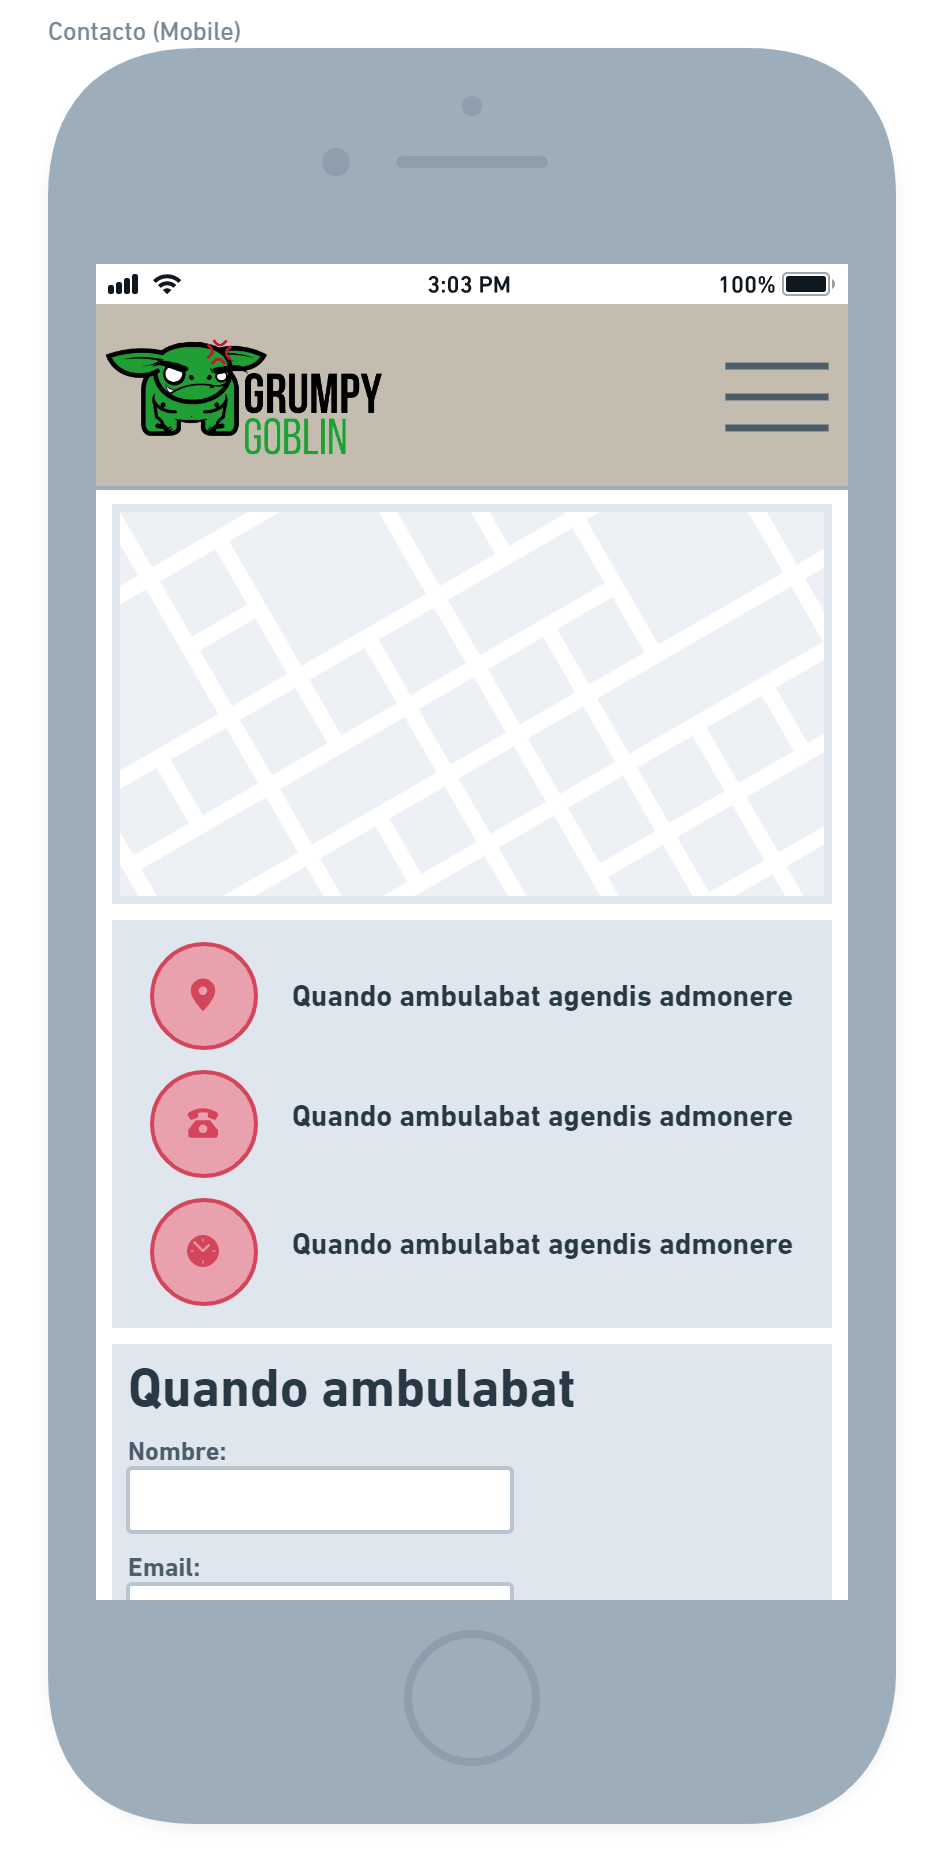 Contacto (Mobile)
3:03 PM
100%
GRUMPY
GOBLIN
Quando ambulabat agendis admonere
Quando ambulabat agendis admonere
Quando ambulabat agendis admonere
Quando ambulabat
Nombre:
Email: